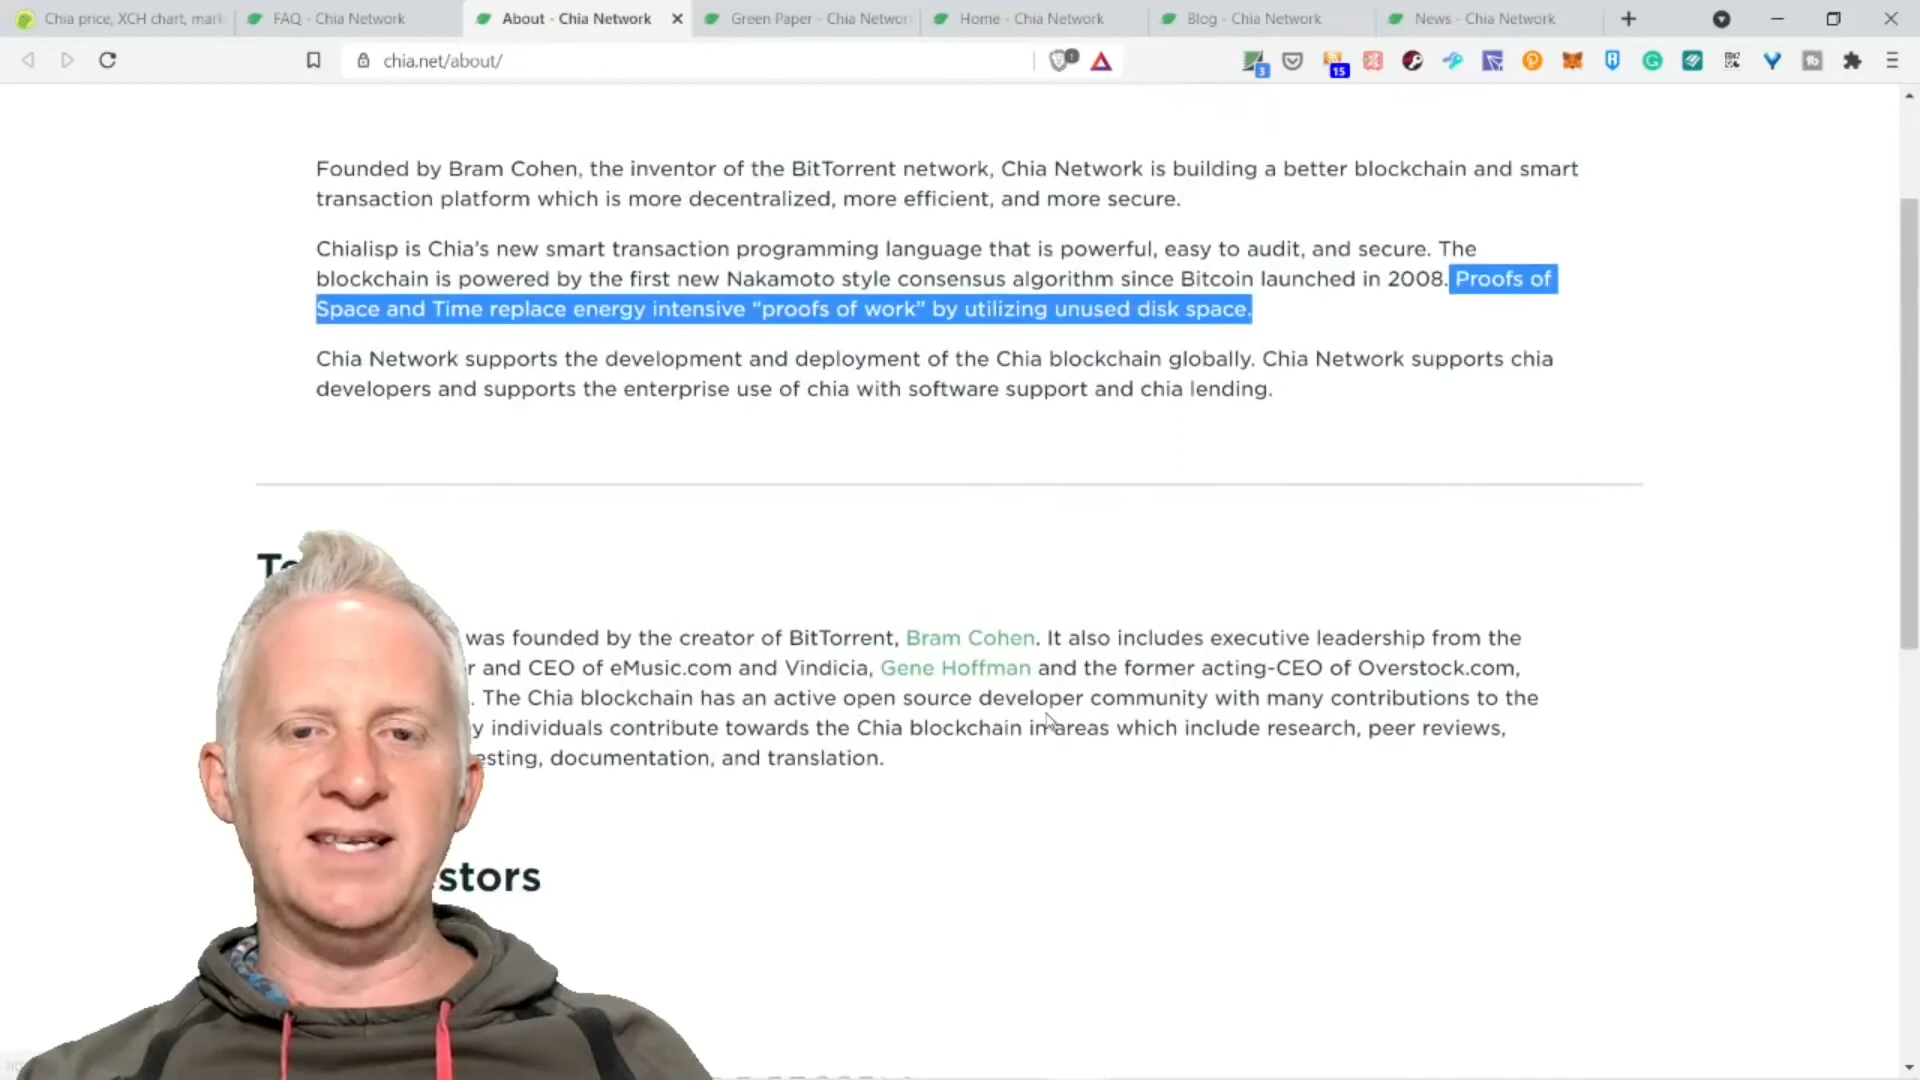 Chia price, XCH chart, mark
FAQ - Chia Network
About - Chia Network
Green Paper - Chia Networ
Home - Chia Network
Blog - Chia Network
News - Chia Network
chia.net/about/
1
3
15
Founded by Bram Cohen, the inventor of the BitTorrent network, Chia Network is building a better blockchain and smart
transaction platform which is more decentralized, more efficient, and more secure.
Chialisp is Chia's new smart transaction programming language that is powerful, easy to audit, and secure. The
blockchain is powered by the first new Nakamoto style consensus algorithm since Bitcoin launched in 2008. Proofs of
Space and Time replace energy intensive “proofs of work” by utilizing unused disk space.
Chia Network supports the development and deployment of the Chia blockchain globally. Chia Network supports chia
developers and supports the enterprise use of chia with software support and chia lending.
Te
was founded by the creator of BitTorrent, Bram Cohen. It also includes executive leadership from the
r and CEO of eMusic.com and Vindicia, Gene Hoffman and the former acting-CEO of Overstock.com,
. The Chia blockchain has an active open source developer community with many contributions to the
y individuals contribute towards the Chia blockchain in areas which include research, peer reviews,
esting, documentation, and translation.
stors